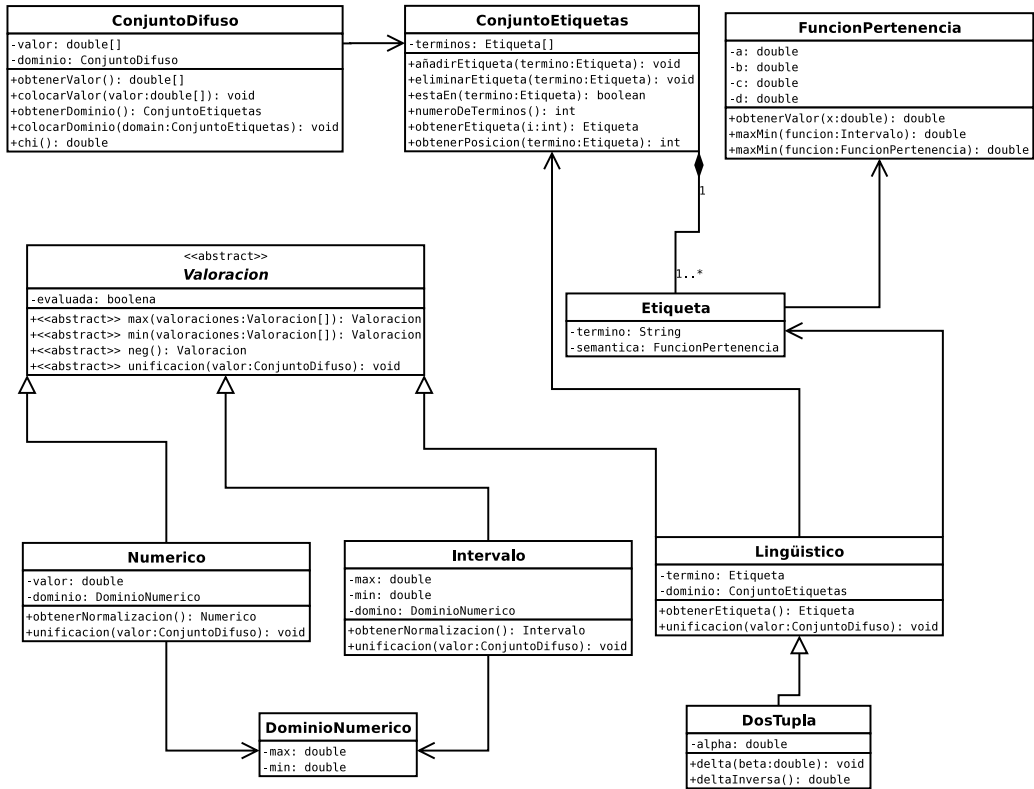 ConjuntoDifuso
-valor: double[]
-dominio: ConjuntoDifuso
+obtenerValor(): double[]
+colocarValor(valor:double[]): void
+obtenerDominio(): ConjuntoEtiquetas
+colocarDominio(domain:ConjuntoEtiquetas): void
+chi(): double
ConjuntoEtiquetas
-terminos: Etiqueta[]
+añadirEtiqueta(termino:Etiqueta): void
+eliminarEtiqueta(termino:Etiqueta): void
+estaEn(termino:Etiqueta): boolean
+numeroDeTerminos(): int
+obtenerEtiqueta(i:int): Etiqueta
+obtenerPosicion(termino:Etiqueta): int
FuncionPertenencia
-a: double
-b: double
-c: double
-d: double
+obtenerValor(x:double): double
+maxMin(funcion:Intervalo): double
+maxMin(funcion:FuncionPertenencia): double
1
1..*
<<abstract>>
Valoracion
-evaluada: boolena
+<<abstract>> max(valoraciones:Valoracion[]): Valoracion
+<<abstract>> min(valoraciones:Valoracion[]): Valoracion
+<<abstract>> neg(): Valoracion
+<<abstract>> unificacion(valor:ConjuntoDifuso): void
Etiqueta
-termino: String
-semantica: FuncionPertenencia
Numerico
-valor: double
-dominio: DominioNumerico
+obtenerNormalizacion(): Numerico
+unificacion(valor:ConjuntoDifuso): void
Intervalo
-max: double
-min: double
-domino: DominioNumerico
+obtenerNormalizacion(): Intervalo
+unificacion(valor:ConjuntoDifuso): void
Lingüistico
-termino: Etiqueta
-dominio: ConjuntoEtiquetas
+obtenerEtiqueta(): Etiqueta
+unificacion(valor:ConjuntoDifuso): void
DominioNumerico
-max: double
-min: double
DosTupla
-alpha: double
+delta(beta:double): void
+deltaInversa(): double